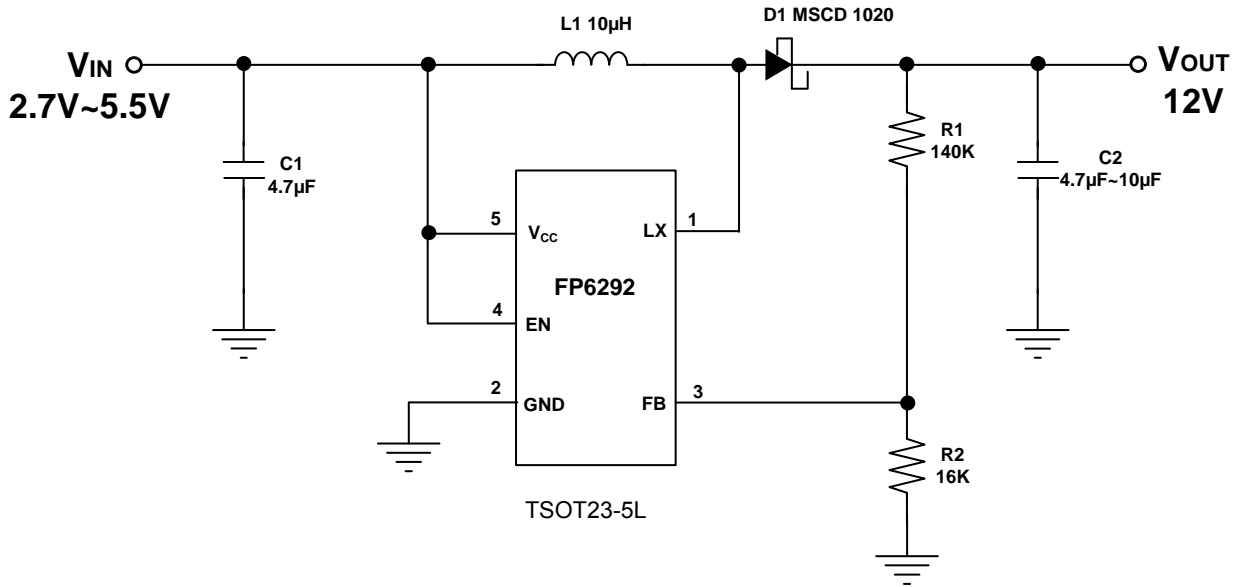 L1 10µH
D1 MSCD 1020
VIN
2.7V~5.5V
VOUT
12V
C1
4.7µF
R1
140K
C2
4.7µF~10µF
5
VCC
LX
1
FP6292
4
EN
2
GND
FB
3
R2
16K
TSOT23-5L